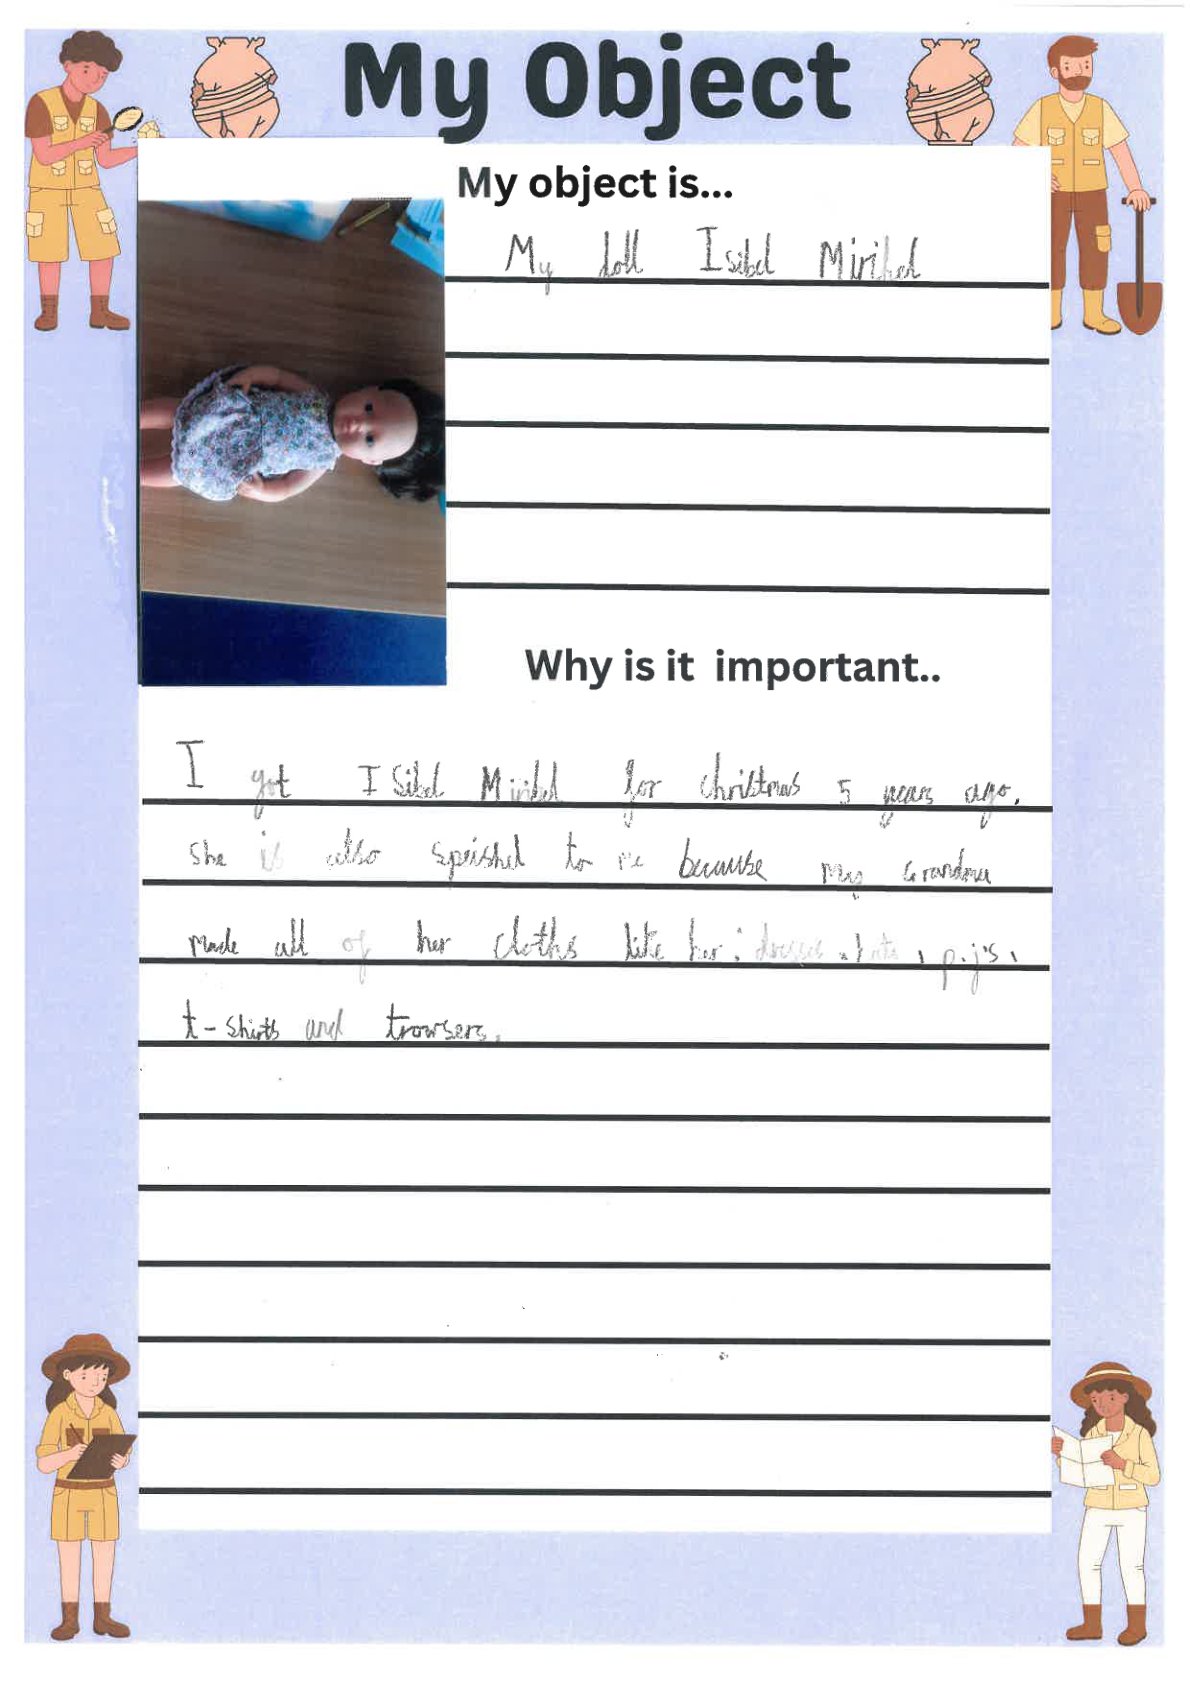 My Object
My object is...
My doll Isibel Miribel
Why is it important..
I got ISibel Miribel for christmas 5 years ago.
She is also speishel to me because my Grandma
made all of her cloths like her: dresses, hats, p.j's,
t-shirts and trowsers.